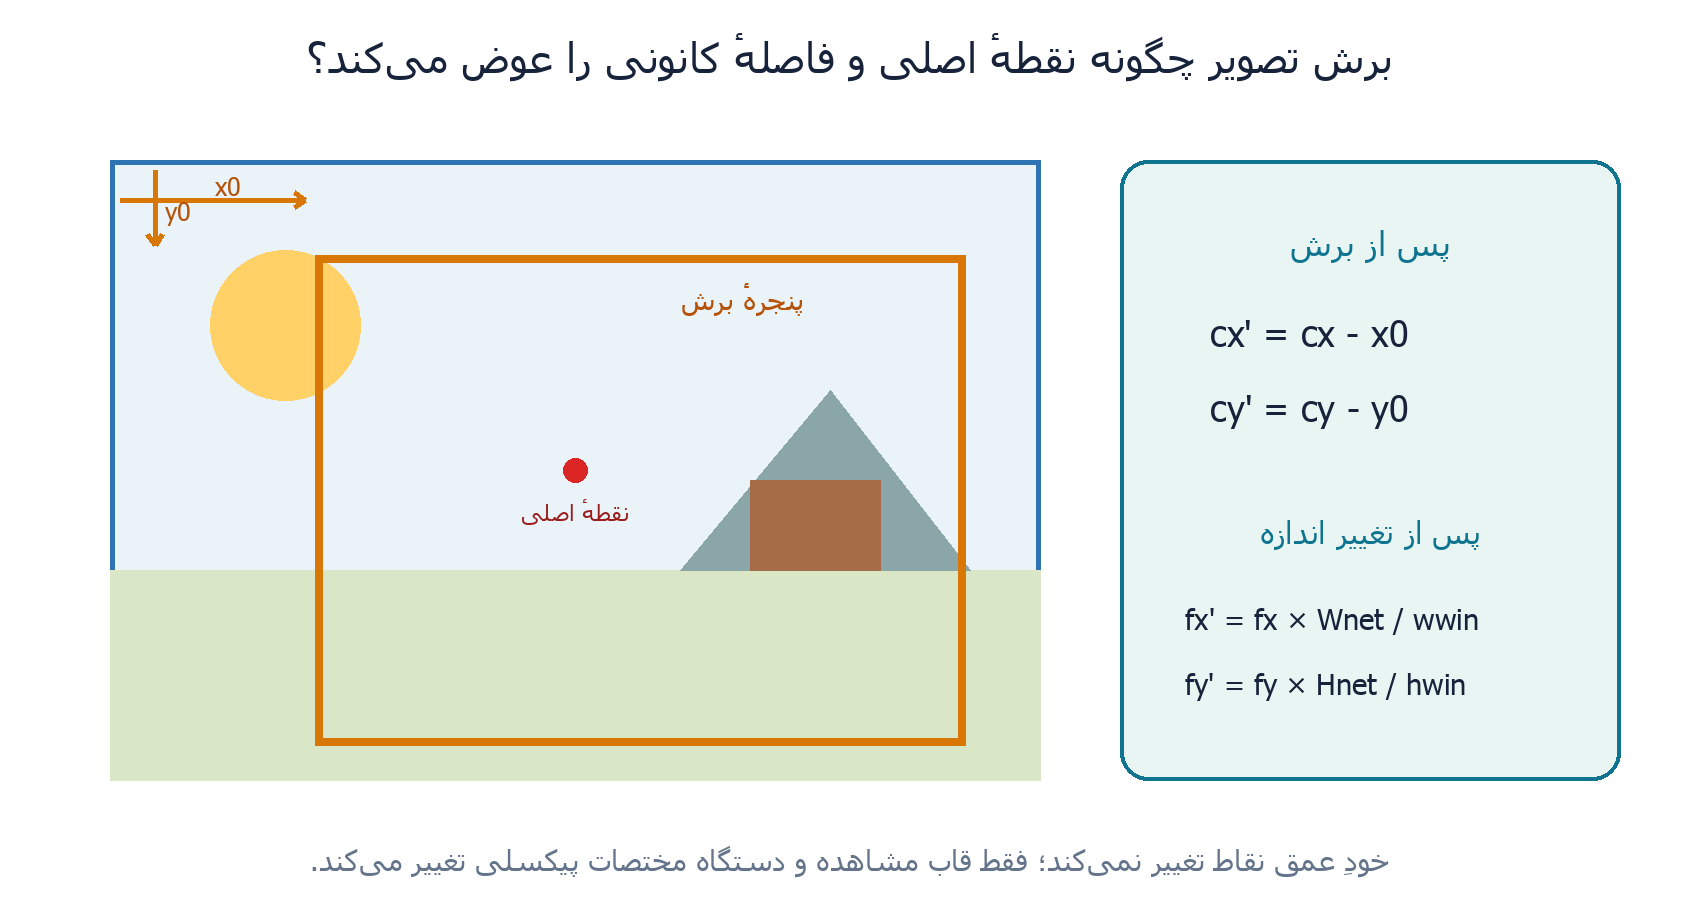 برش تصویر چگونه نقطهٔ اصلی و فاصلهٔ کانونی را عوض می‌کند؟
x0
y0
پنجرهٔ برش
نقطهٔ اصلی
پس از برش
cx' = cx - x0
cy' = cy - y0
پس از تغییر اندازه
fx' = fx × Wnet / wwin
fy' = fy × Hnet / hwin
خودِ عمق نقاط تغییر نمی‌کند؛ فقط قاب مشاهده و دستگاه مختصات پیکسلی تغییر می‌کند.